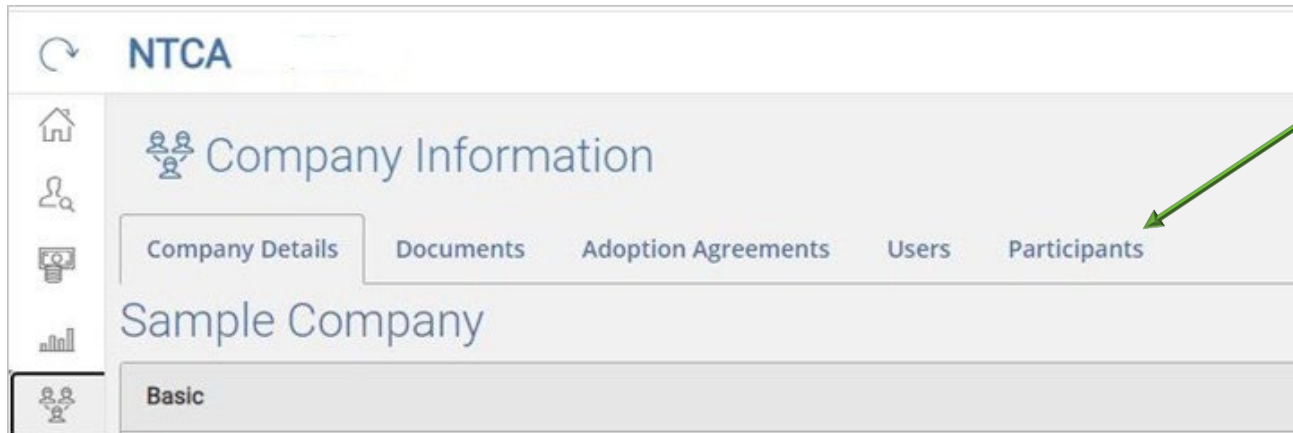 NTCA
Company Information
Company Details Documents Adoption Agreements Users Participants
Sample Company
Basic